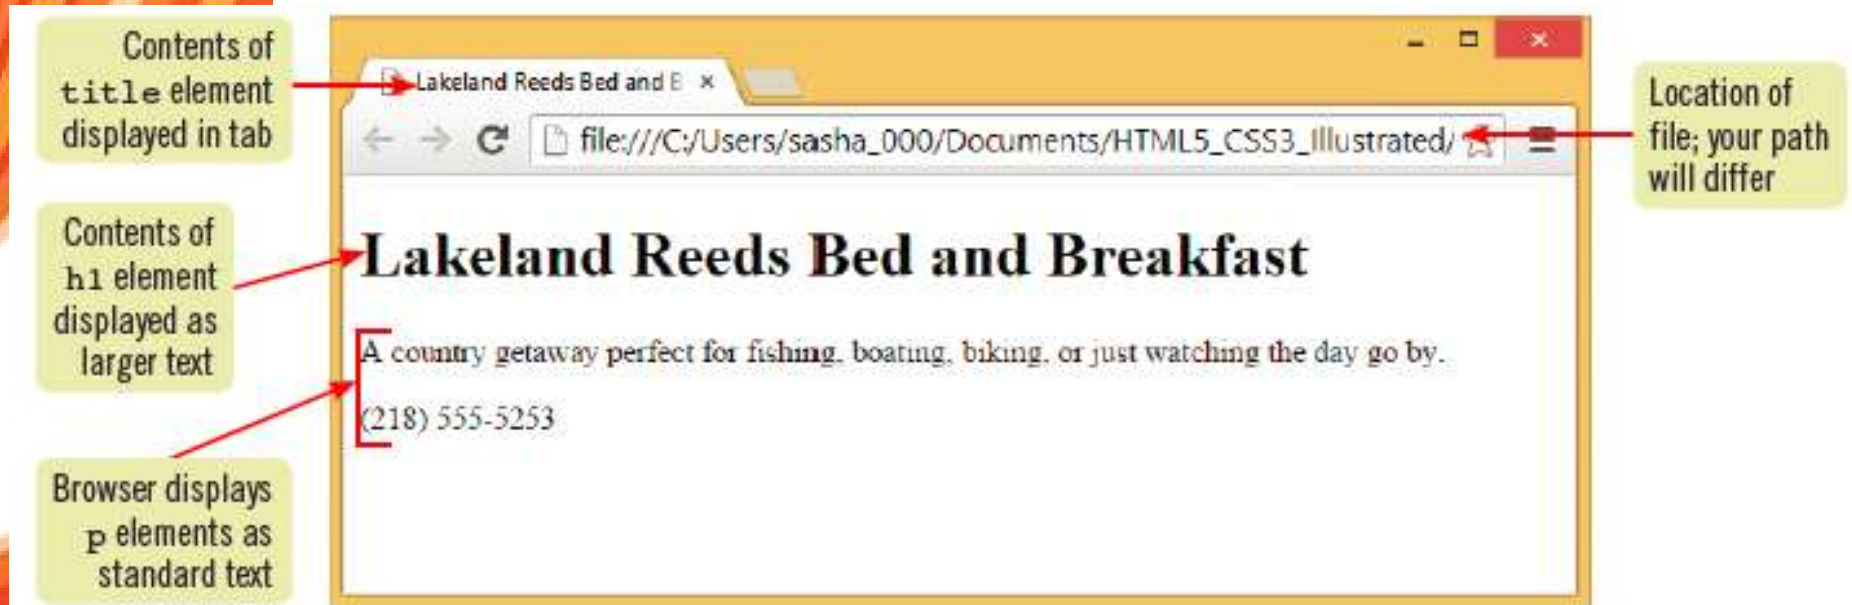 Contents of
title element
displayed in tab
Lakeland Reeds Bed and B
file:///C:/Users/sasha_000/Documents/HTML5_CSS3_Illustrated/
Location of
file; your path
will differ
Contents of
h1 element
displayed as
larger text
Lakeland Reeds Bed and Breakfast
A country getaway perfect for fishing, boating, biking, or just watching the day go by.
(218) 555-5253
Browser displays
p elements as
standard text